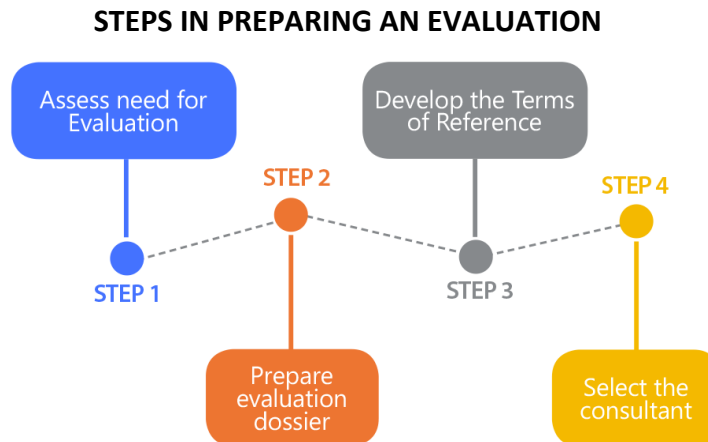 STEPS IN PREPARING AN EVALUATION
Assess need for
Evaluation
STEP 1
STEP 2
Prepare
evaluation
dossier
Develop the Terms
of Reference
STEP 3
STEP 4
Select the
consultant